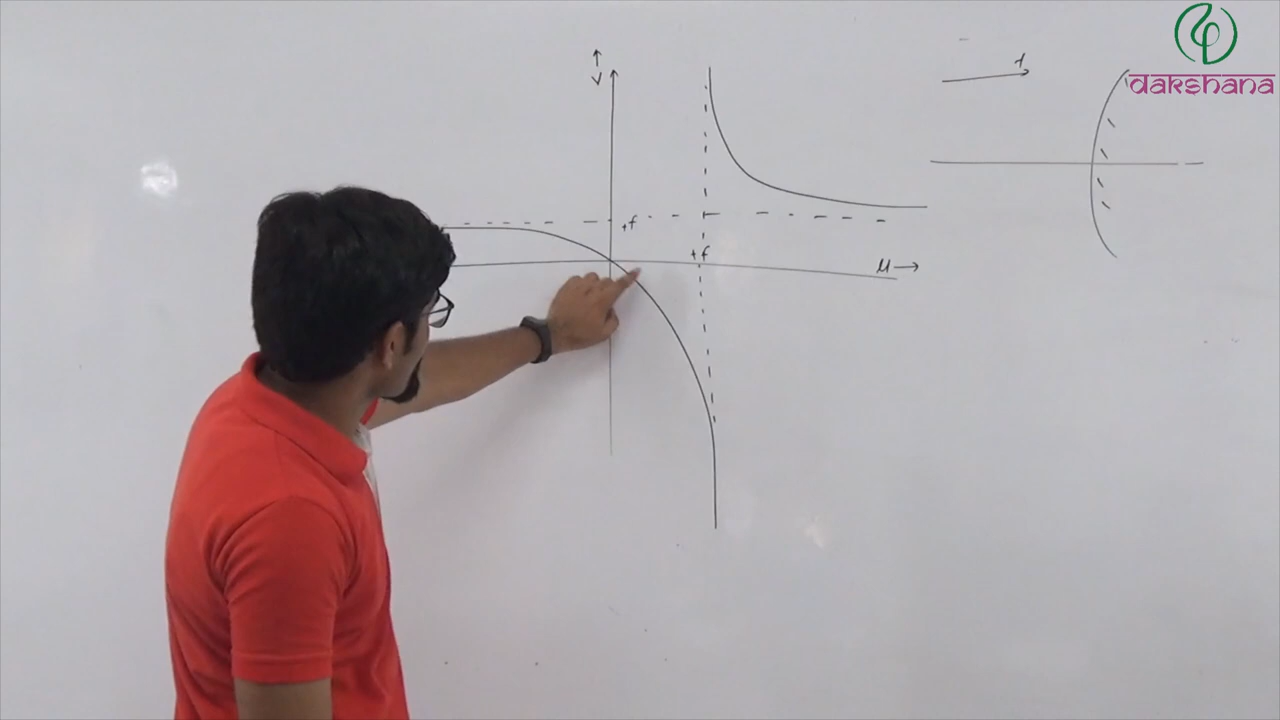 v
+f
+f
u
dakshana